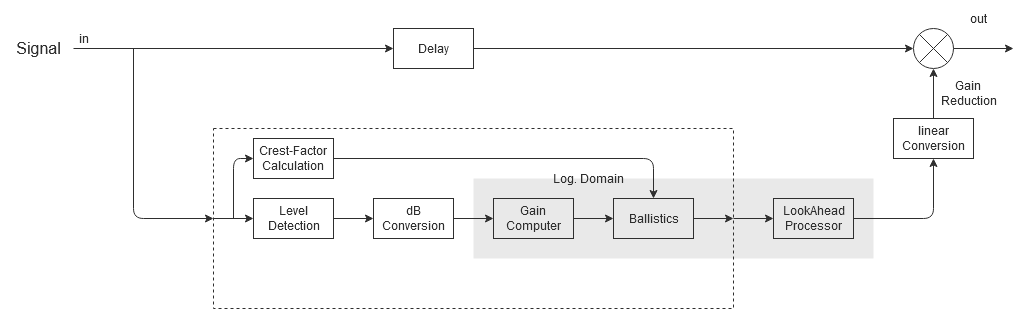 out
in
Signal
Delay
Gain
Reduction
linear
Conversion
Crest-Factor
Calculation
Log. Domain
Level
Detection
dB
Conversion
Gain
Computer
Ballistics
LookAhead
Processor